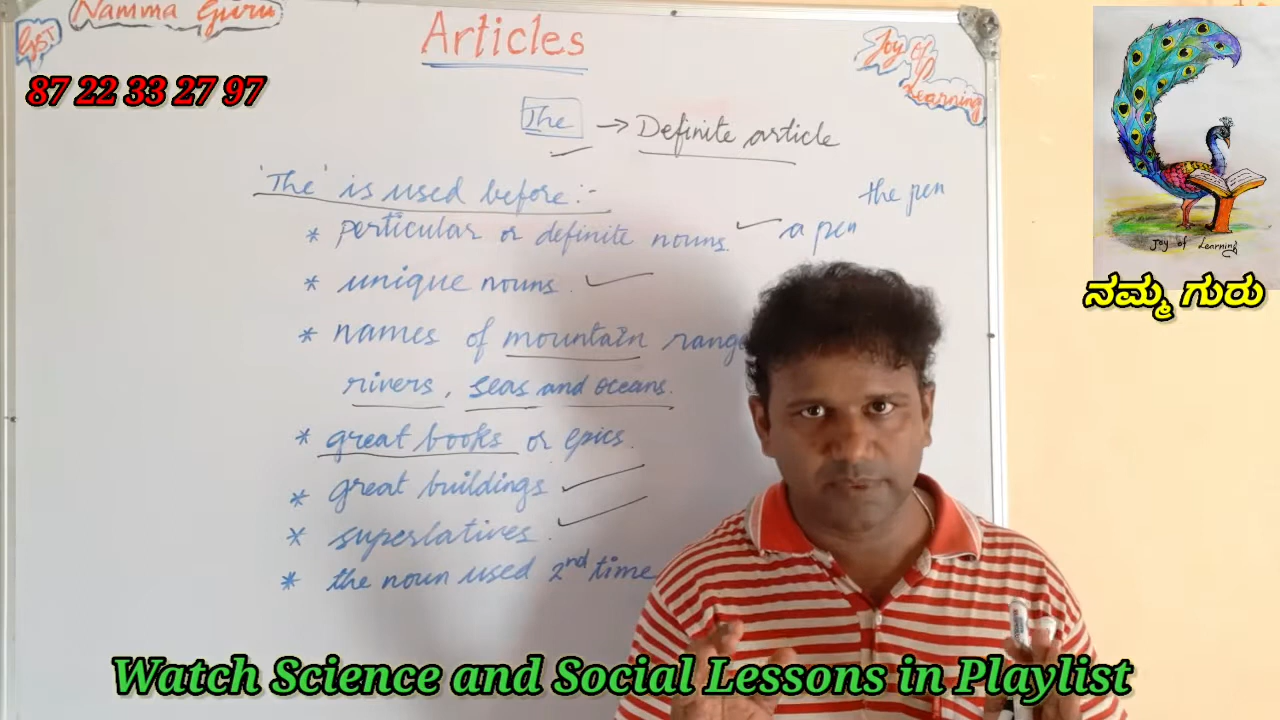 Namma Guru
GST
87 22 33 27 97
Articles
Joy of
Learning
The → Definite article
'The' is used before:-
* perticular or definite nouns. a pen
the pen
* unique nouns.
* names of mountain range
rivers, seas and oceans.
* great books or epics.
* great buildings
* superlatives.
* the noun used 2nd time
Joy of Learning
ನಮ್ಮ ಗುರು
Watch Science and Social Lessons in Playlist